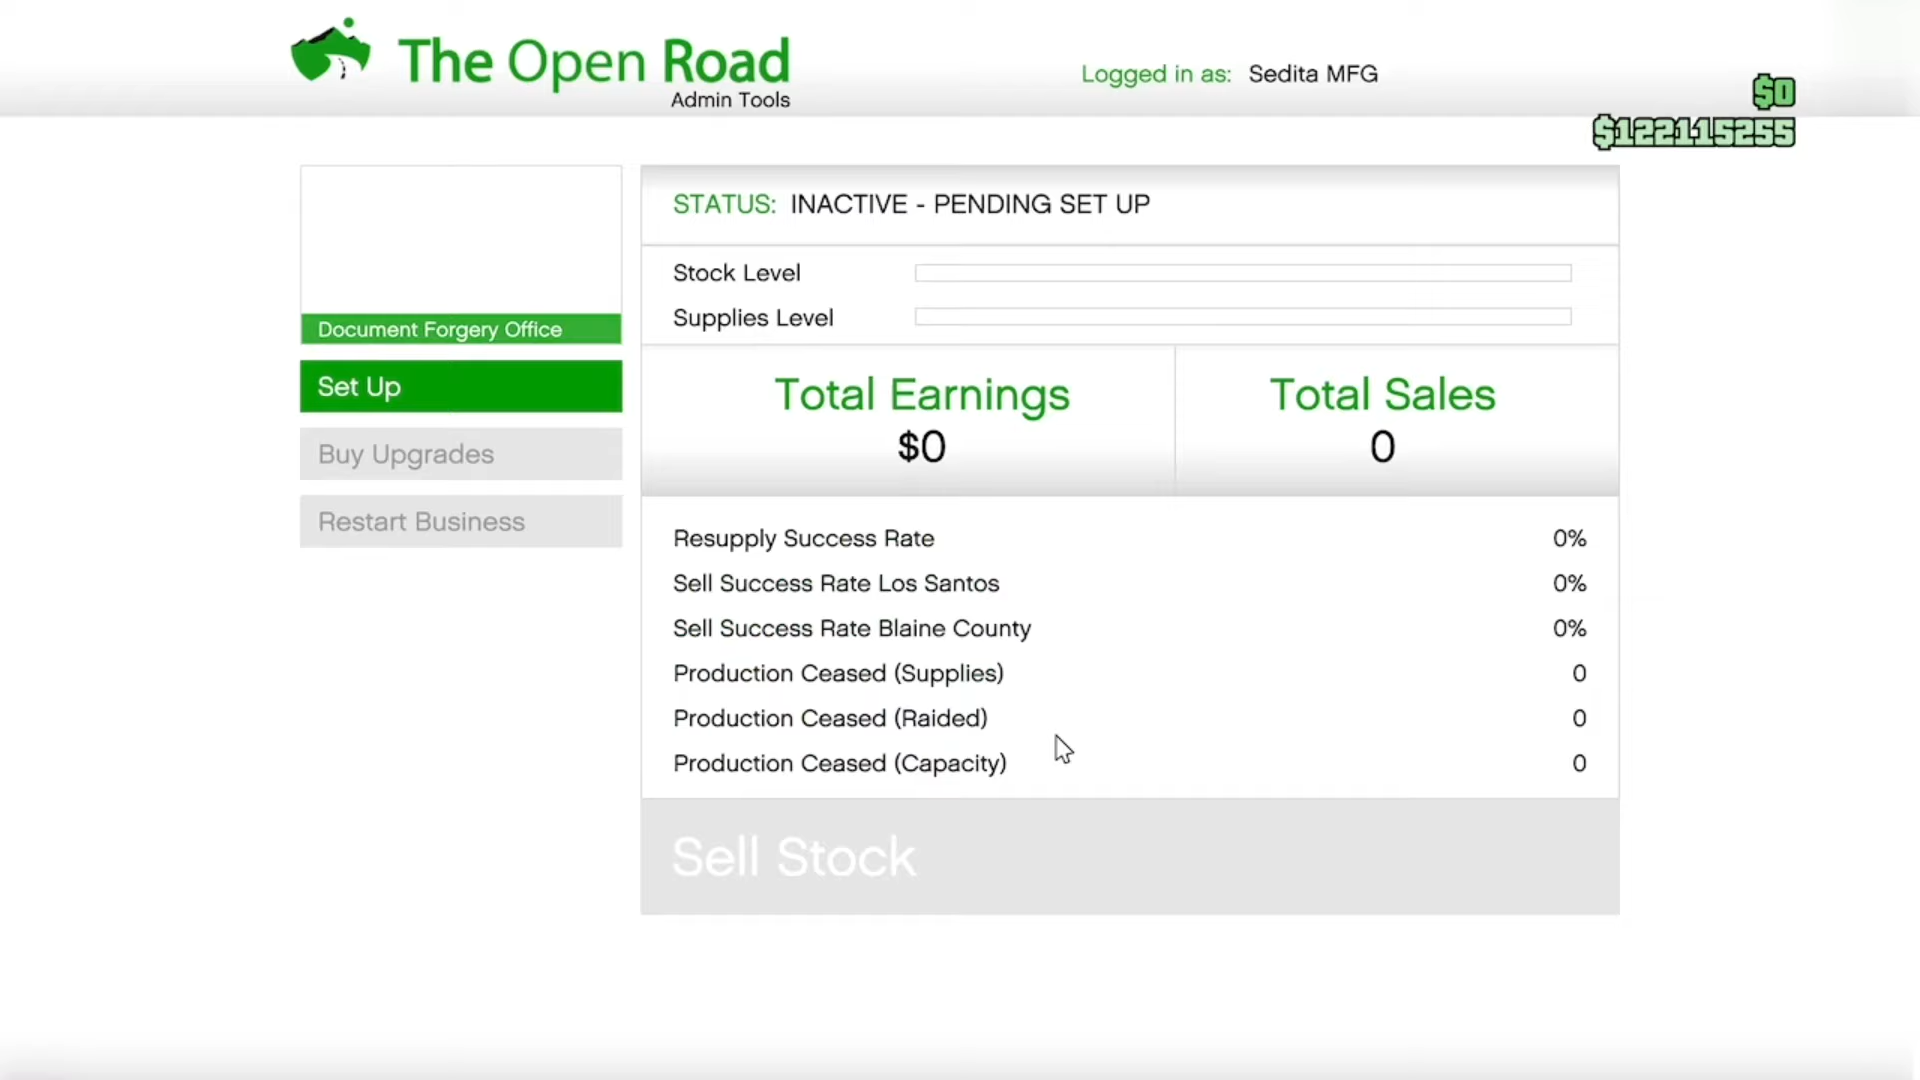 The Open Road
Admin Tools
Logged in as: Sedita MFG
$0
$122115255
Document Forgery Office
Set Up
Buy Upgrades
Restart Business
STATUS: INACTIVE - PENDING SET UP
Stock Level
Supplies Level
Total Earnings
$0
Total Sales
0
Resupply Success Rate 0%
Sell Success Rate Los Santos 0%
Sell Success Rate Blaine County 0%
Production Ceased (Supplies) 0
Production Ceased (Raided) 0
Production Ceased (Capacity) 0
Sell Stock